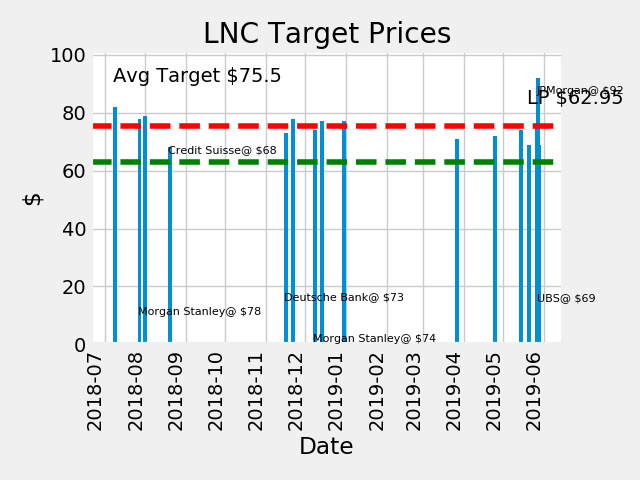 LNC Target Prices
100
80
60
40
20
0
$
Avg Target $75.5
JPMorgan@ $92
LP $62.95
Credit Suisse@ $68
Deutsche Bank@ $73
UBS@ $69
Morgan Stanley@ $78
Morgan Stanley@ $74
2018-07
2018-08
2018-09
2018-10
2018-11
2018-12
2019-01
2019-02
2019-03
2019-04
2019-05
2019-06
Date